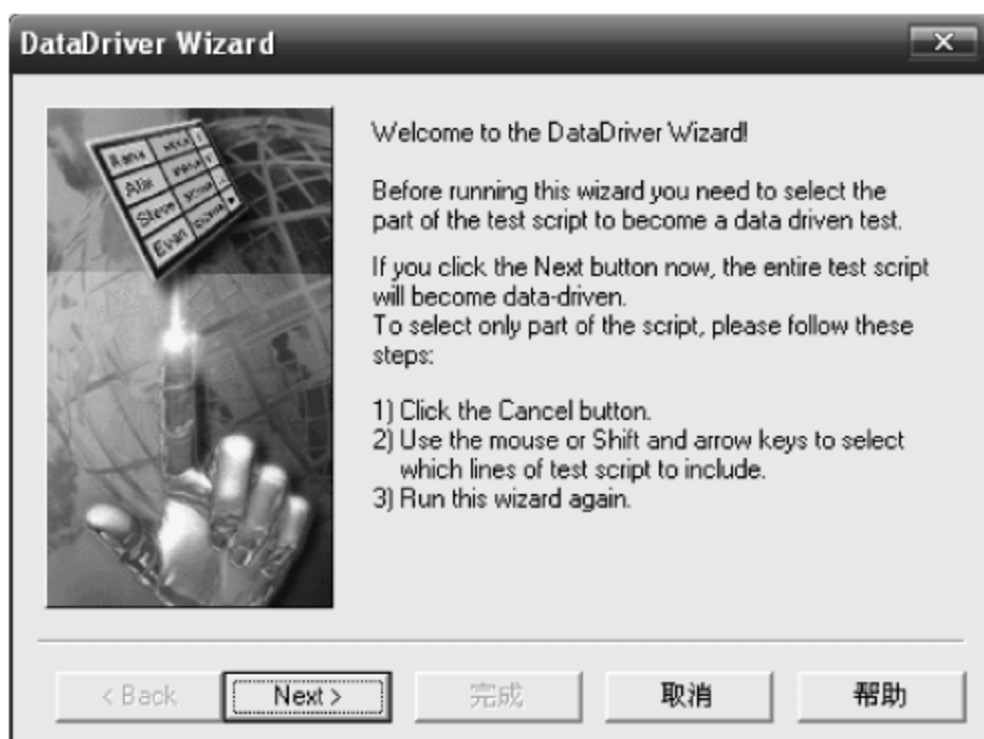 DataDriver Wizard
Welcome to the DataDriver Wizard!
Before running this wizard you need to select the
part of the test script to become a data driven test.
If you click the Next button now, the entire test script
will become data-driven.
To select only part of the script, please follow these
steps:
1) Click the Cancel button.
2) Use the mouse or Shift and arrow keys to select
which lines of test script to include.
3) Run this wizard again.
Name
Steve
Evan
< Back
Next >
完成
取消
帮助